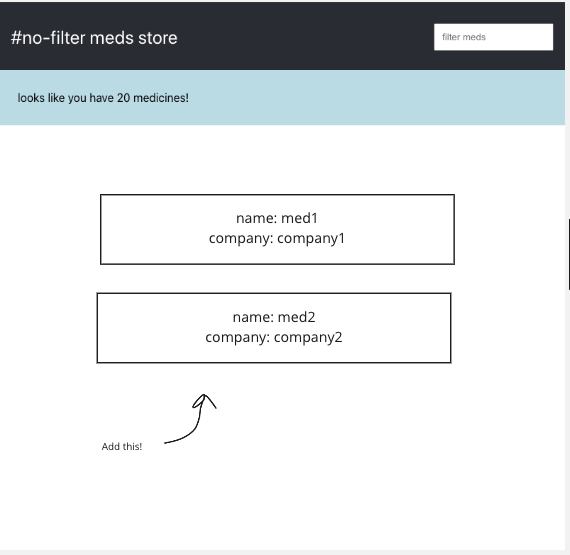 #no-filter meds store
filter meds
looks like you have 20 medicines!
name: med1
company: company1
name: med2
company: company2
Add this!